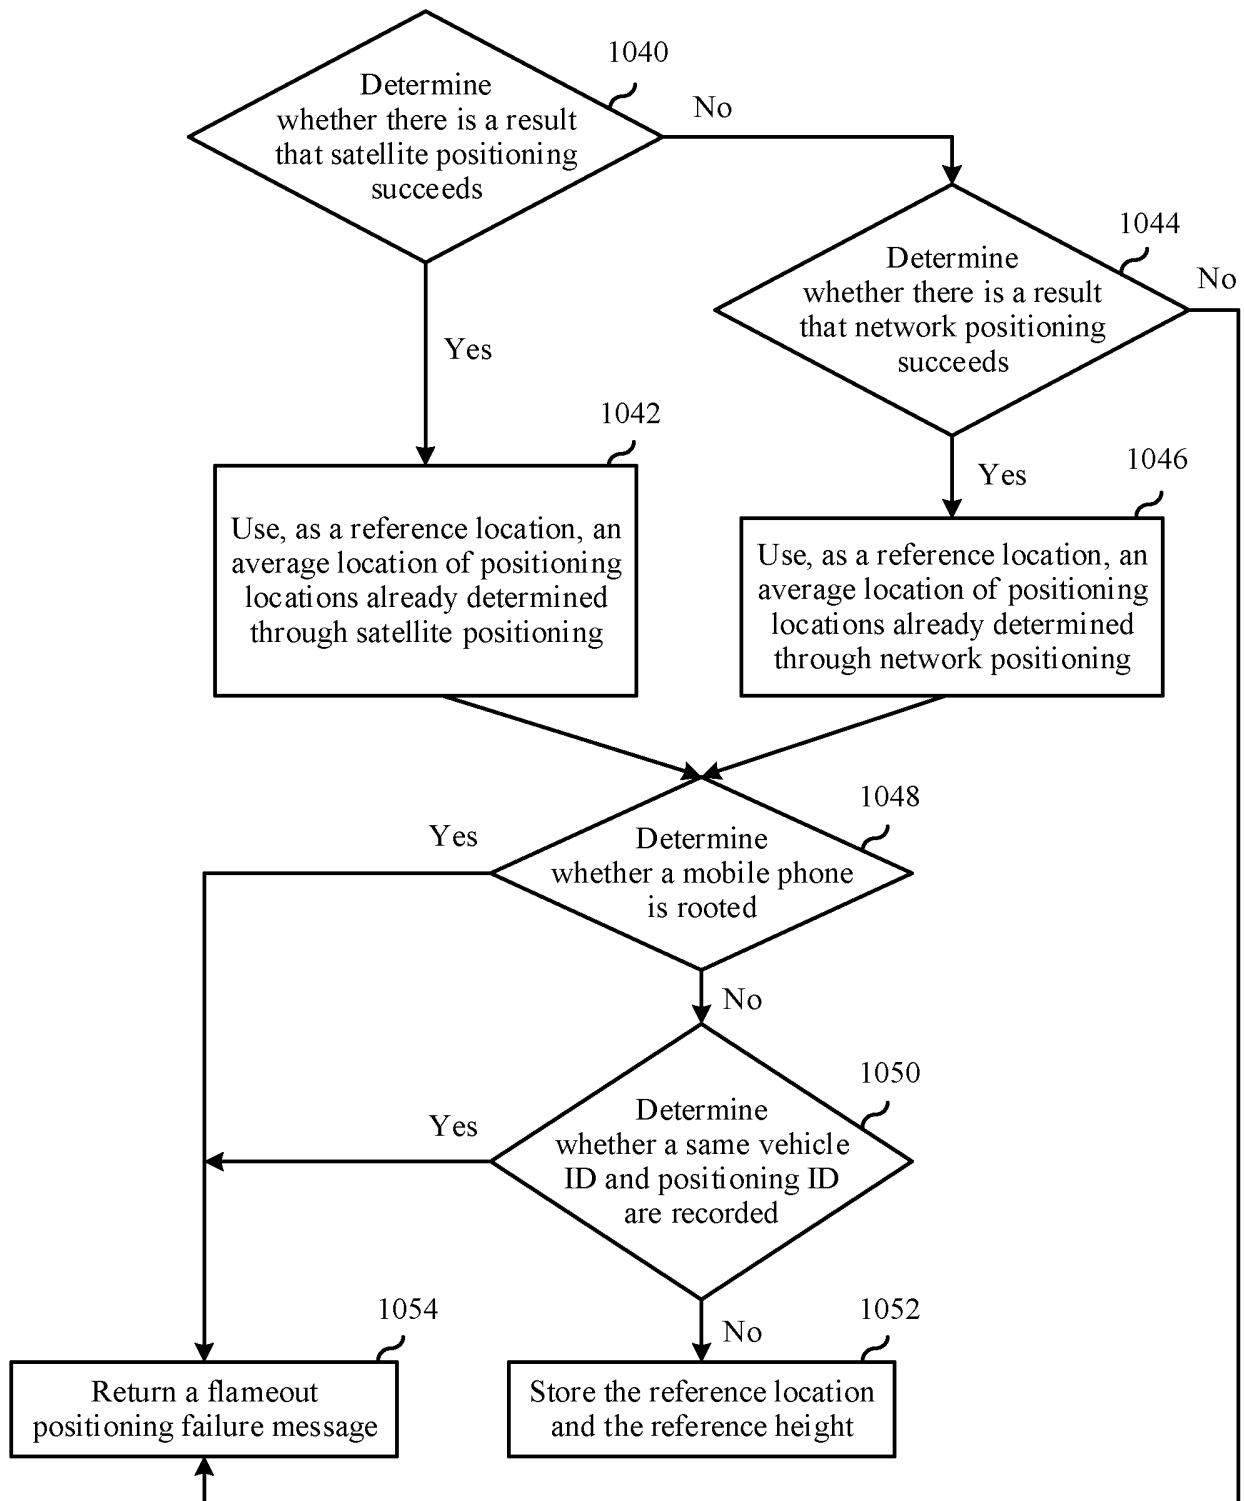 1040
Determine
whether there is a result
that satellite positioning
succeeds
No
1044
Determine
whether there is a result
that network positioning
succeeds
No
Yes
Yes
1042
Use, as a reference location, an
average location of positioning
locations already determined
through satellite positioning
1046
Use, as a reference location, an
average location of positioning
locations already determined
through network positioning
1048
Determine
whether a mobile phone
is rooted
Yes
No
1050
Determine
whether a same vehicle
ID and positioning ID
are recorded
Yes
No
1054
Return a flameout
positioning failure message
1052
Store the reference location
and the reference height